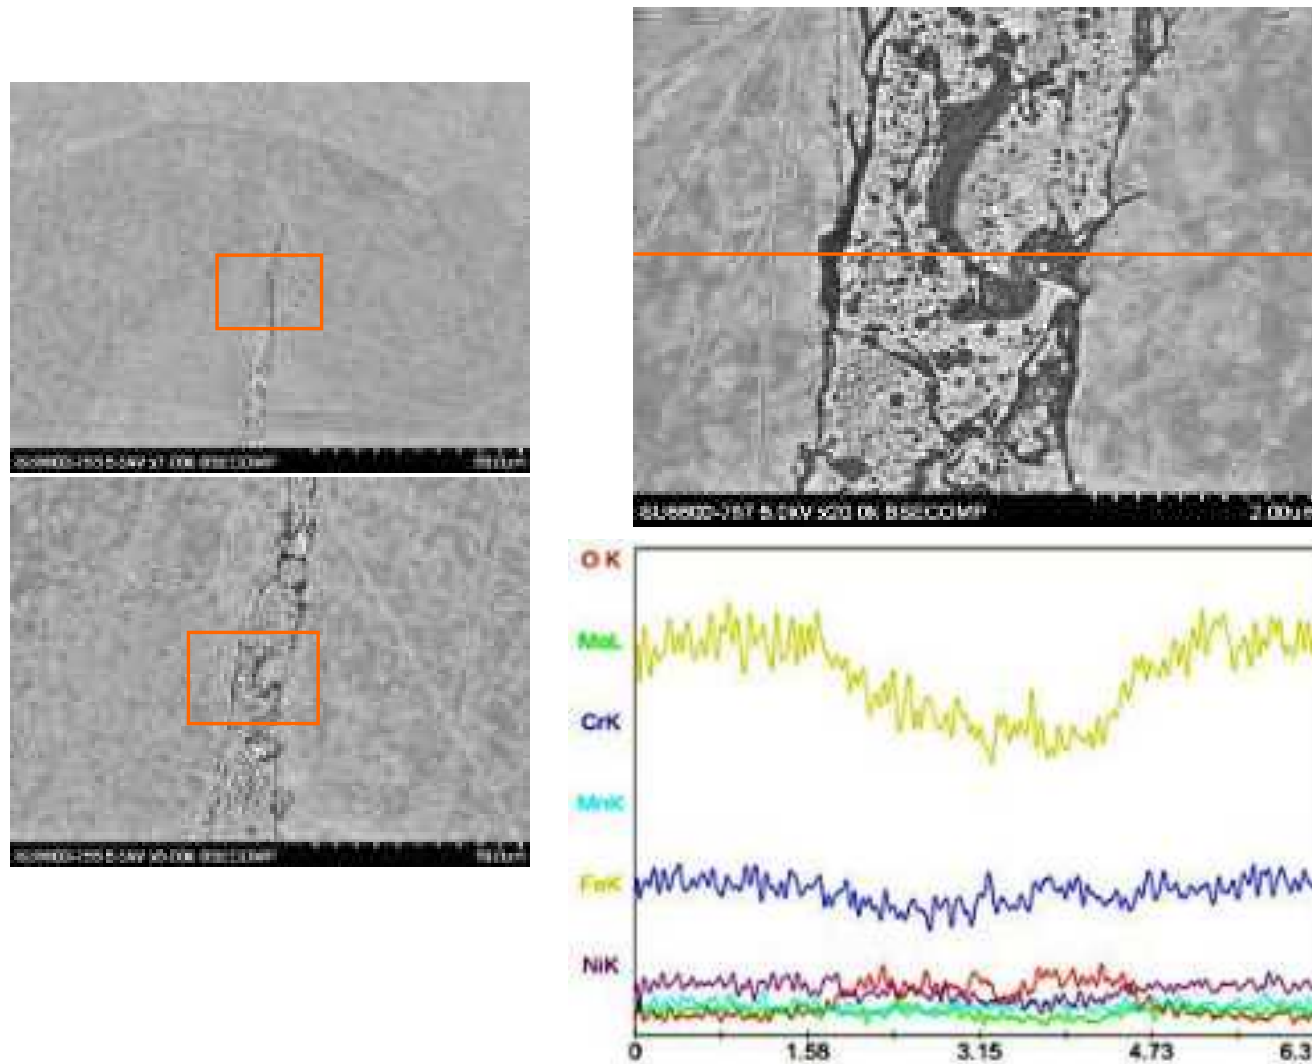 SU6600-757 5.0kV x20.0k BSECOMP 2.00um
O K
MoL
CrK
MnK
FeK
NiK
0 1.58 3.15 4.73 6.3